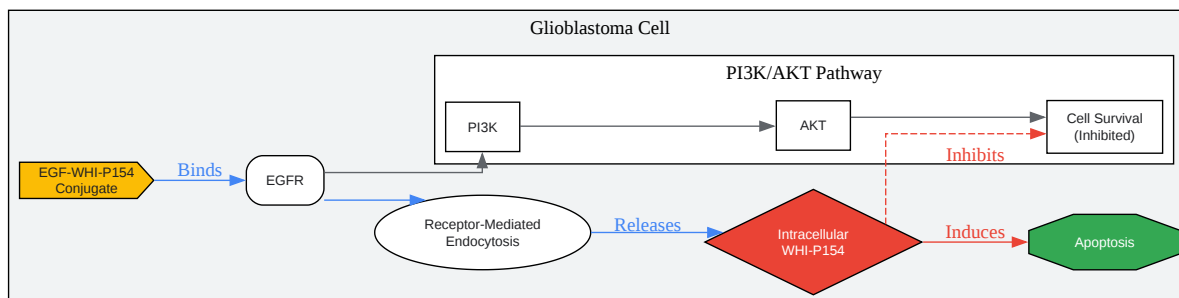 Glioblastoma Cell
PI3K/AKT Pathway
PI3K
AKT
Cell Survival
(Inhibited)
Inhibits
EGF-WHI-P154
Conjugate
Binds
EGFR
Receptor-Mediated
Endocytosis
Releases
Intracellular
WHI-P154
Induces
Apoptosis